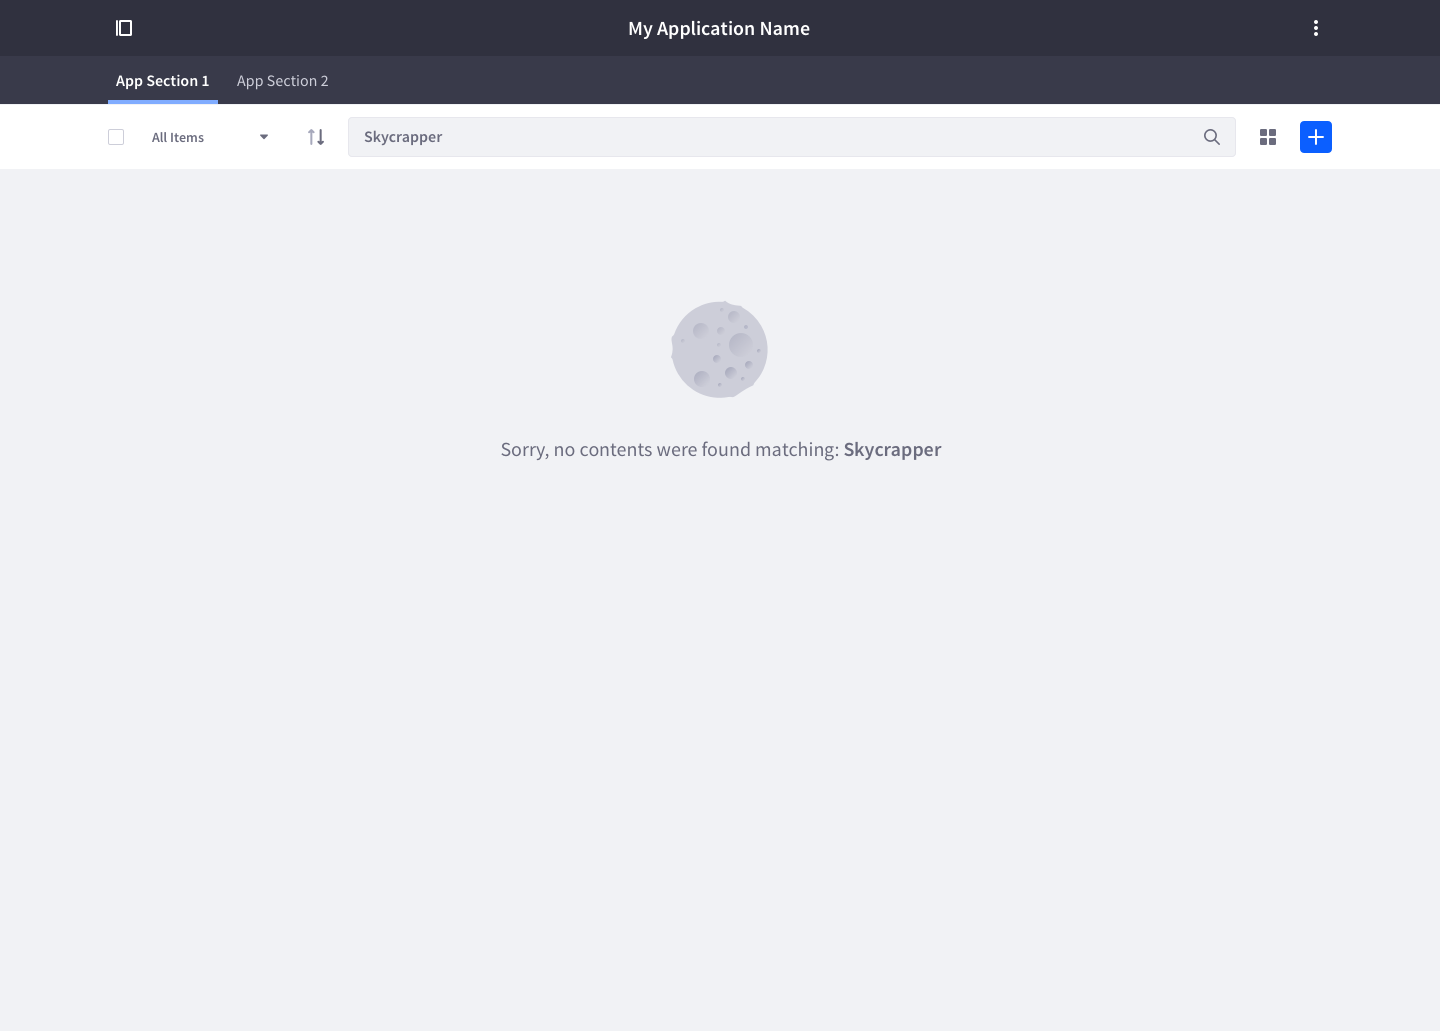 My Application Name
App Section 1 App Section 2
All Items Skycrapper
Sorry, no contents were found matching: Skycrapper